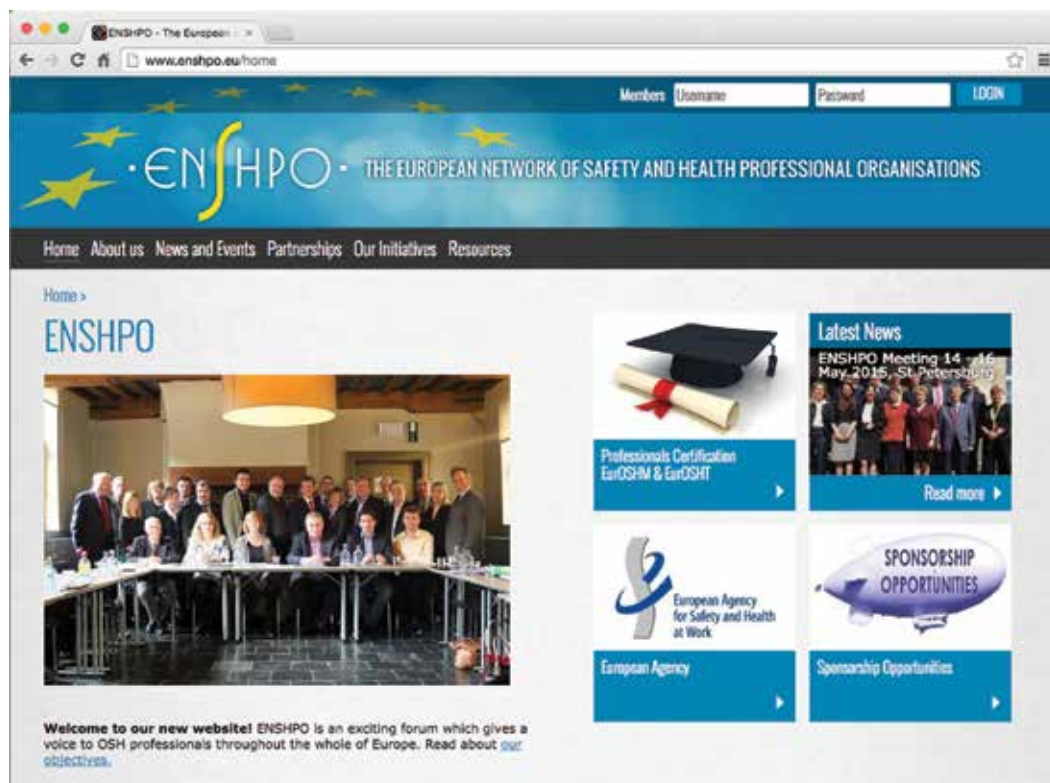 ENSHPO - The European
www.enshpo.eu/home
Members Username Password LOGIN
·ENSHPO· THE EUROPEAN NETWORK OF SAFETY AND HEALTH PROFESSIONAL ORGANISATIONS
Home About us News and Events Partnerships Our Initiatives Resources
Home >
ENSHPO
Welcome to our new website! ENSHPO is an exciting forum which gives a
voice to OSH professionals throughout the whole of Europe. Read about our
objectives.
Professionals Certification
EurOSHM & EurOSHT
Latest News
ENSHPO Meeting 14 - 16
May 2015, St Petersburg
Read more
European Agency
for Safety and Health
at Work
European Agency
SPONSORSHIP
OPPORTUNITIES
Sponsorship Opportunities